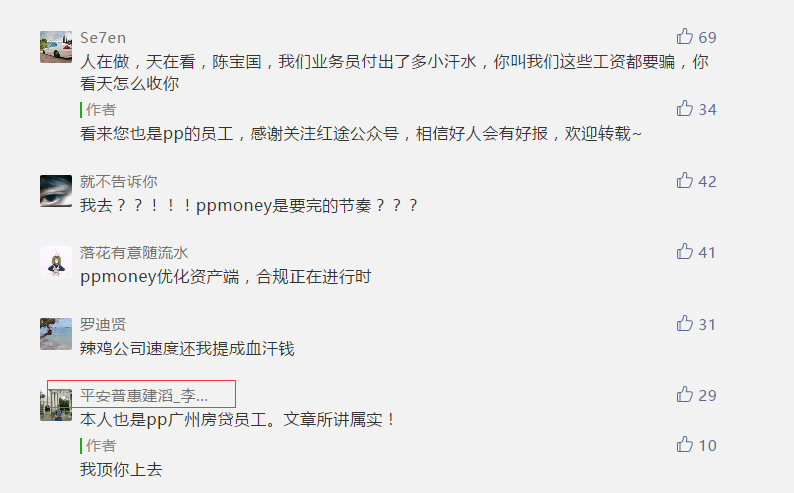 Se7en
69
人在做，天在看，陈宝国，我们业务员付出了多小汗水，你叫我们这些工资都要骗，你
看天怎么收你
作者
34
看来您也是pp的员工，感谢关注红途公众号，相信好人会有好报，欢迎转载~
就不告诉你
42
我去？？！！！ppmoney是要完的节奏？？？
落花有意随流水
41
ppmoney优化资产端，合规正在进行时
罗迪贤
31
辣鸡公司速度还我提成血汗钱
平安普惠建滔_李...
29
本人也是pp广州房贷员工。文章所讲属实！
作者
10
我顶你上去